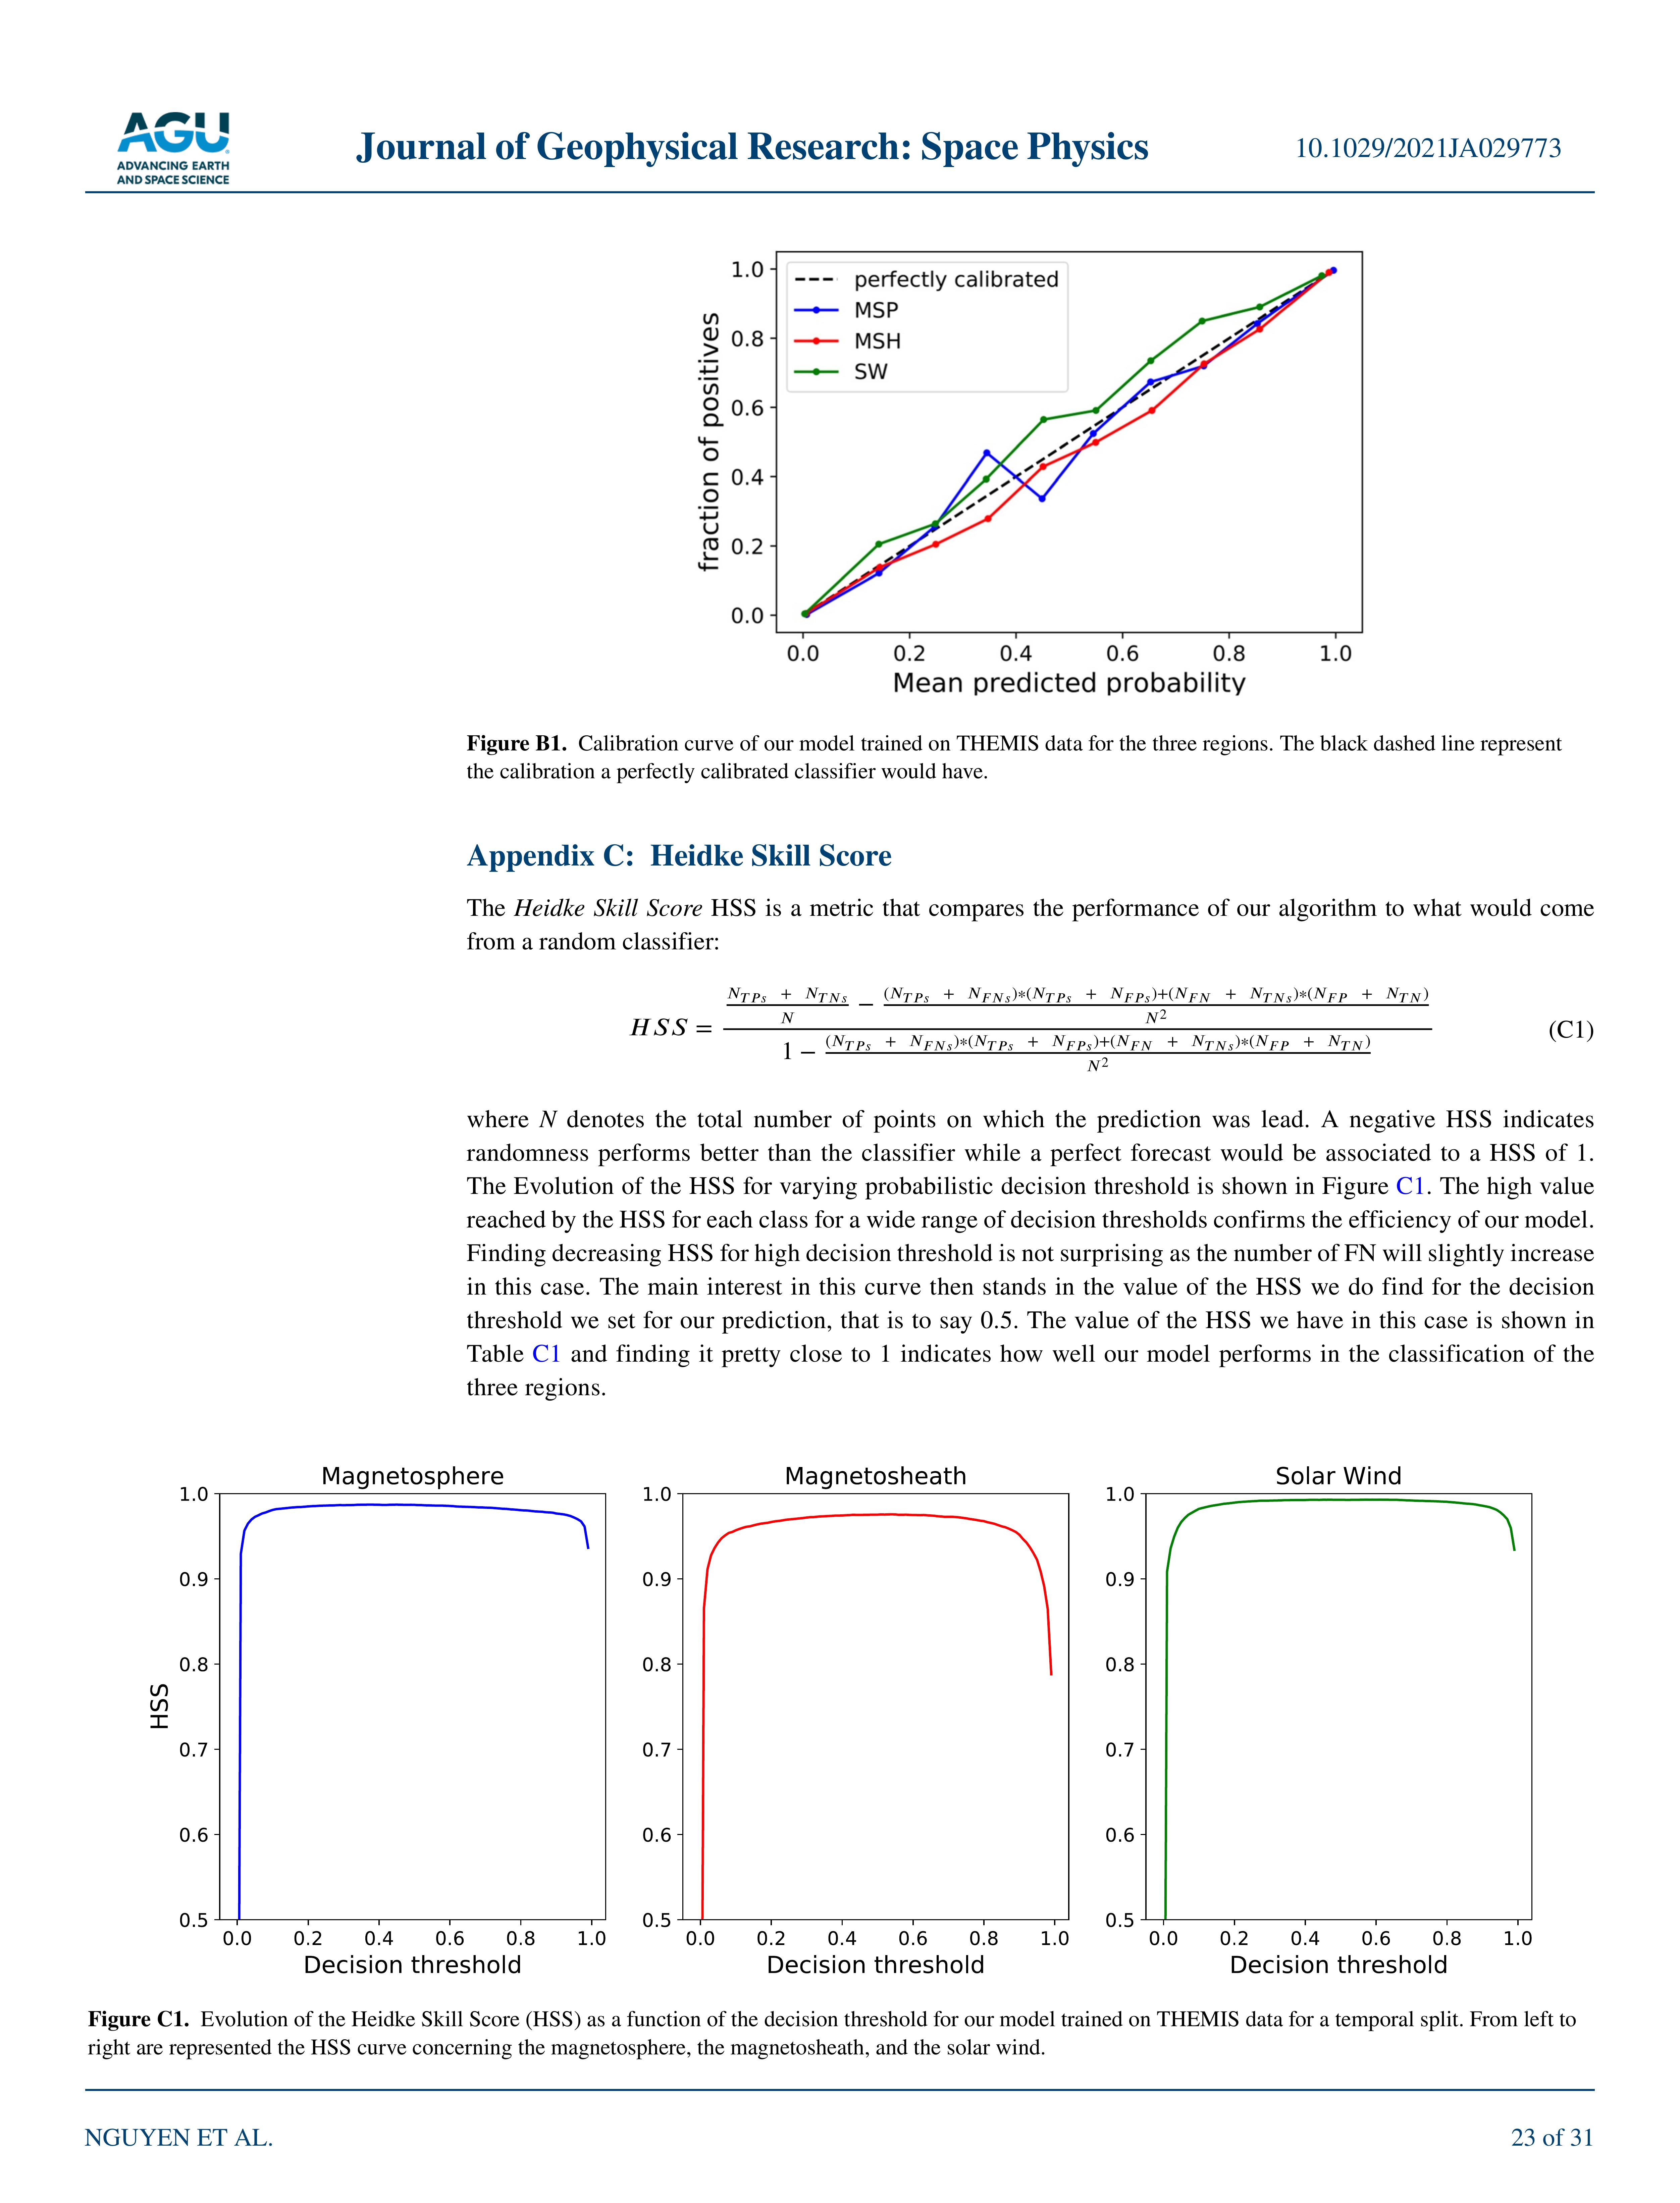 AGU
ADVANCING EARTH
AND SPACE SCIENCE
Journal of Geophysical Research: Space Physics
10.1029/2021JA029773
1.0
0.8
0.6
0.4
0.2
0.0
fraction of positives
perfectly calibrated
MSP
MSH
SW
0.0 0.2 0.4 0.6 0.8 1.0
Mean predicted probability
Figure B1. Calibration curve of our model trained on THEMIS data for the three regions. The black dashed line represent
the calibration a perfectly calibrated classifier would have.
Appendix C: Heidke Skill Score
The Heidke Skill Score HSS is a metric that compares the performance of our algorithm to what would come
from a random classifier:
HSS = \frac{\frac{N_{TPs} + N_{TNs}}{N} - \frac{(N_{TPs} + N_{FNs})*(N_{TPs} + N_{FPs})+(N_{FN} + N_{TNs})*(N_{FP} + N_{TN})}{N^2}}{1 - \frac{(N_{TPs} + N_{FNs})*(N_{TPs} + N_{FPs})+(N_{FN} + N_{TNs})*(N_{FP} + N_{TN})}{N^2}} (C1)
where N denotes the total number of points on which the prediction was lead. A negative HSS indicates
randomness performs better than the classifier while a perfect forecast would be associated to a HSS of 1.
The Evolution of the HSS for varying probabilistic decision threshold is shown in Figure C1. The high value
reached by the HSS for each class for a wide range of decision thresholds confirms the efficiency of our model.
Finding decreasing HSS for high decision threshold is not surprising as the number of FN will slightly increase
in this case. The main interest in this curve then stands in the value of the HSS we do find for the decision
threshold we set for our prediction, that is to say 0.5. The value of the HSS we have in this case is shown in
Table C1 and finding it pretty close to 1 indicates how well our model performs in the classification of the
three regions.
Magnetosphere
1.0
0.9
0.8
0.7
0.6
0.5
HSS
0.0 0.2 0.4 0.6 0.8 1.0
Decision threshold
Magnetosheath
1.0
0.9
0.8
0.7
0.6
0.5
0.0 0.2 0.4 0.6 0.8 1.0
Decision threshold
Solar Wind
1.0
0.9
0.8
0.7
0.6
0.5
0.0 0.2 0.4 0.6 0.8 1.0
Decision threshold
Figure C1. Evolution of the Heidke Skill Score (HSS) as a function of the decision threshold for our model trained on THEMIS data for a temporal split. From left to
right are represented the HSS curve concerning the magnetosphere, the magnetosheath, and the solar wind.
NGUYEN ET AL.
23 of 31